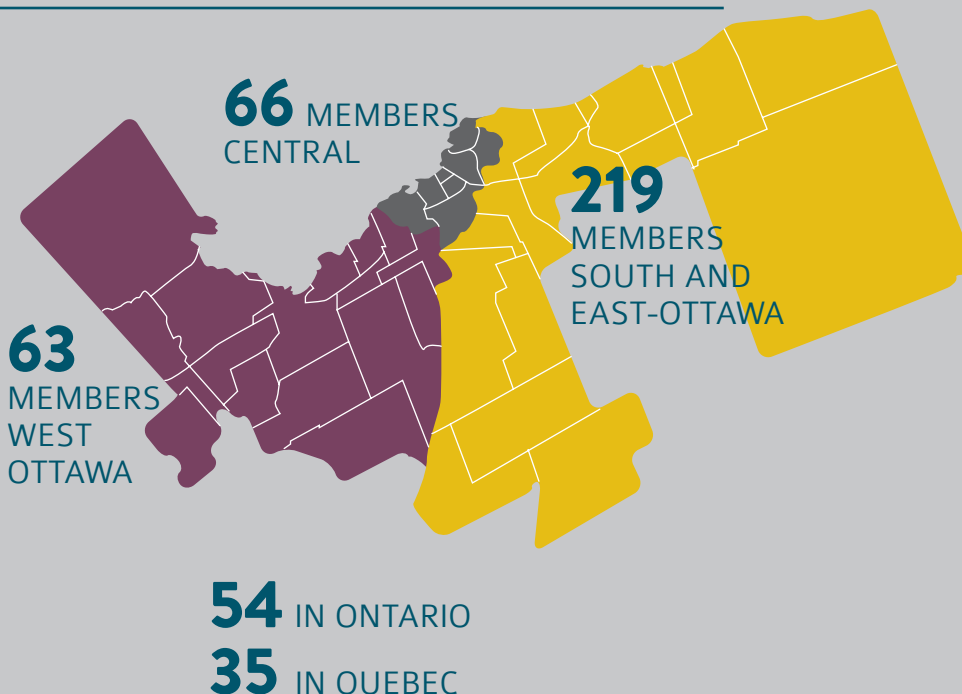 66 MEMBERS
CENTRAL
219
MEMBERS
SOUTH AND
EAST-OTTAWA
63
MEMBERS
WEST
OTTAWA
54 IN ONTARIO
35 IN QUEBEC